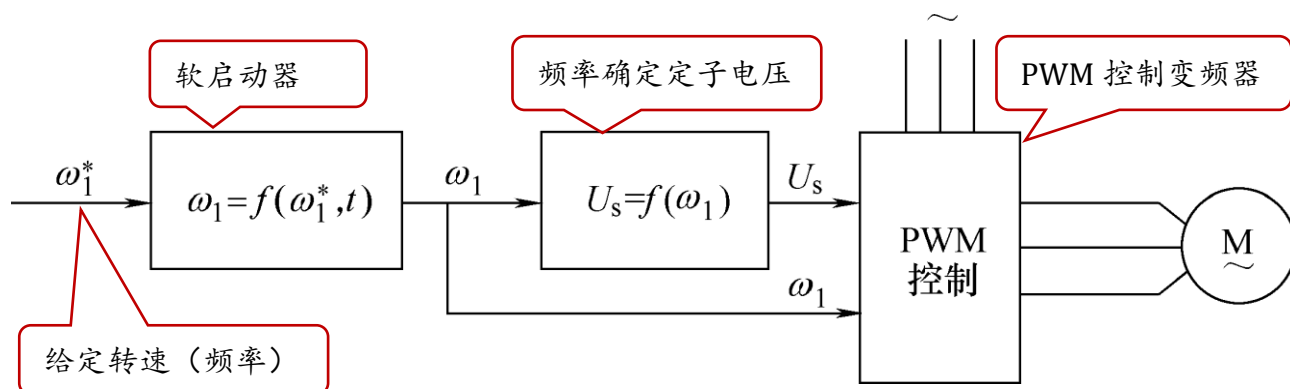 ~
软启动器
频率确定定子电压
PWM 控制变频器
ω₁*
ω₁=f(ω₁*,t)
ω₁
Uₛ=f(ω₁)
Uₛ
PWM
控制
M
~
ω₁
给定转速（频率）